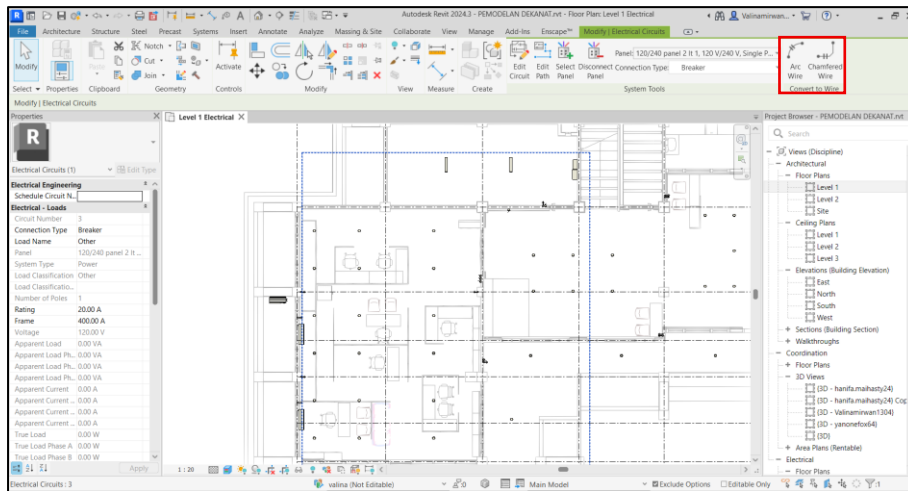 Autodesk Revit 2024.3 - PEMODELAN DEKANAT - Floor Plan: Level 1 Electrical
Valinamirwan...
File Architecture Structure Steel Precast Systems Insert Annotate Analyze Massing & Site Collaborate View Manage Add-Ins Enscape™ Modify | Electrical Circuits
Modify
Paste
Notch
Cut
Join
Activate
Edit Circuit
Edit Path
Select Panel
Disconnect Panel
Panel: 120/240 panel 2 lt 1, 120 V/240 V, Single P...
Connection Type: Breaker
Arc Wire
Chamfered Wire
Select Properties Clipboard Geometry Controls Modify View Measure Create System Tools Convert to Wire
Modify | Electrical Circuits
Properties
Level 1 Electrical
R
Electrical Circuits (1) Edit Type
Electrical Engineering
Schedule Circuit N...
Electrical - Loads
Circuit Number 3
Connection Type Breaker
Load Name Other
Panel 120/240 panel 2 lt ...
System Type Power
Load Classification Other
Load Classificatio...
Number of Poles 1
Rating 20.00 A
Frame 400.00 A
Voltage 120.00 V
Apparent Load 0.00 VA
Apparent Load Ph... 0.00 VA
Apparent Load Ph... 0.00 VA
Apparent Current 0.00 A
Apparent Current ... 0.00 A
Apparent Current ... 0.00 A
Apparent Current ... 0.00 A
True Load 0.00 W
True Load Phase A 0.00 W
True Load Phase B 0.00 W
Apply
Project Browser - PEMODELAN DEKANAT.rvt
Search
Views (Discipline)
Architectural
Floor Plans
Level 1
Level 2
Site
Ceiling Plans
Level 1
Level 2
Level 3
Elevations (Building Elevation)
East
North
South
West
Sections (Building Section)
Walkthroughs
Coordination
Floor Plans
3D Views
(3D - hanifa.maihasty24)
(3D - hanifa.maihasty24) Cop
(3D - Valinamirwan1304)
(3D - yanonefox64)
{3D}
Area Plans (Rentable)
Electrical
Floor Plans
1 : 20
Electrical Circuits : 3
valina (Not Editable)
:0
Main Model
Exclude Options
Editable Only
:1